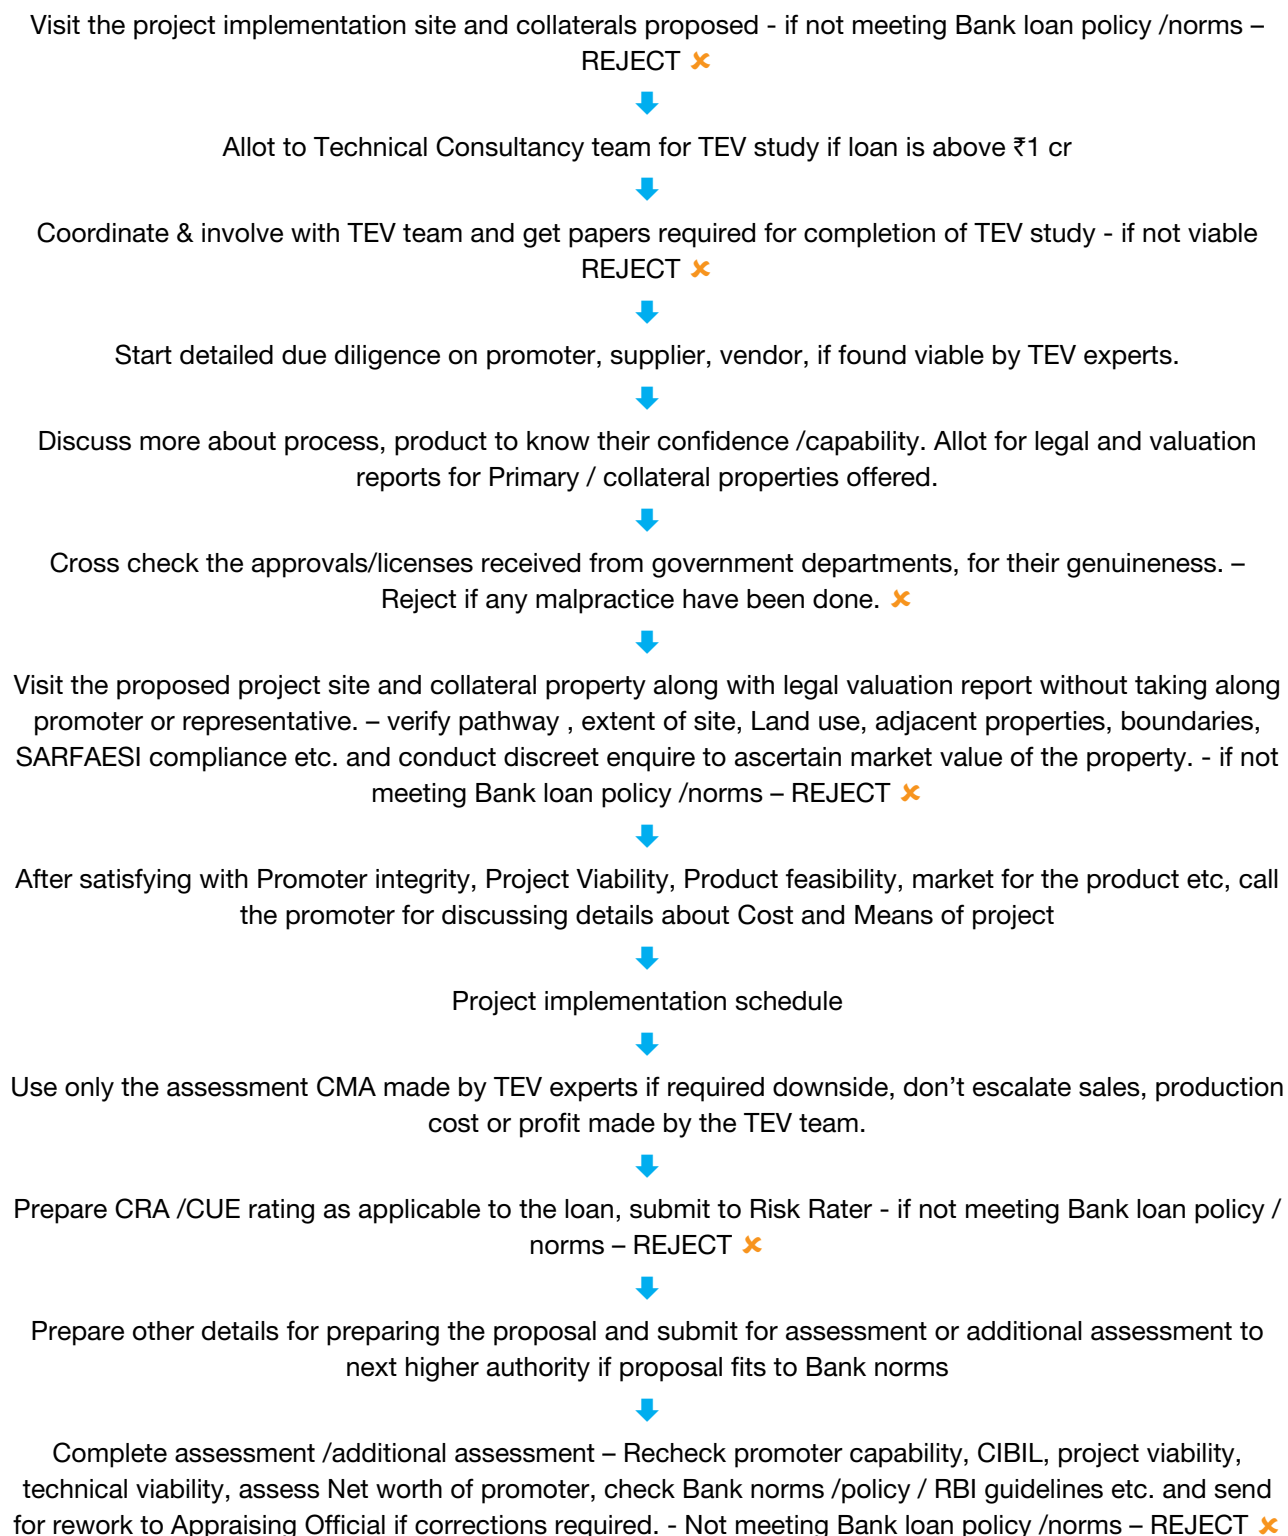 Visit the project implementation site and collaterals proposed - if not meeting Bank loan policy /norms –
REJECT ✘
Allot to Technical Consultancy team for TEV study if loan is above ₹1 cr
Coordinate & involve with TEV team and get papers required for completion of TEV study - if not viable
REJECT ✘
Start detailed due diligence on promoter, supplier, vendor, if found viable by TEV experts.
Discuss more about process, product to know their confidence /capability. Allot for legal and valuation
reports for Primary / collateral properties offered.
Cross check the approvals/licenses received from government departments, for their genuineness. –
Reject if any malpractice have been done. ✘
Visit the proposed project site and collateral property along with legal valuation report without taking along
promoter or representative. – verify pathway , extent of site, Land use, adjacent properties, boundaries,
SARFAESI compliance etc. and conduct discreet enquire to ascertain market value of the property. - if not
meeting Bank loan policy /norms – REJECT ✘
After satisfying with Promoter integrity, Project Viability, Product feasibility, market for the product etc, call
the promoter for discussing details about Cost and Means of project
Project implementation schedule
Use only the assessment CMA made by TEV experts if required downside, don’t escalate sales, production
cost or profit made by the TEV team.
Prepare CRA /CUE rating as applicable to the loan, submit to Risk Rater - if not meeting Bank loan policy /
norms – REJECT ✘
Prepare other details for preparing the proposal and submit for assessment or additional assessment to
next higher authority if proposal fits to Bank norms
Complete assessment /additional assessment – Recheck promoter capability, CIBIL, project viability,
technical viability, assess Net worth of promoter, check Bank norms /policy / RBI guidelines etc. and send
for rework to Appraising Official if corrections required. - Not meeting Bank loan policy /norms – REJECT ✘